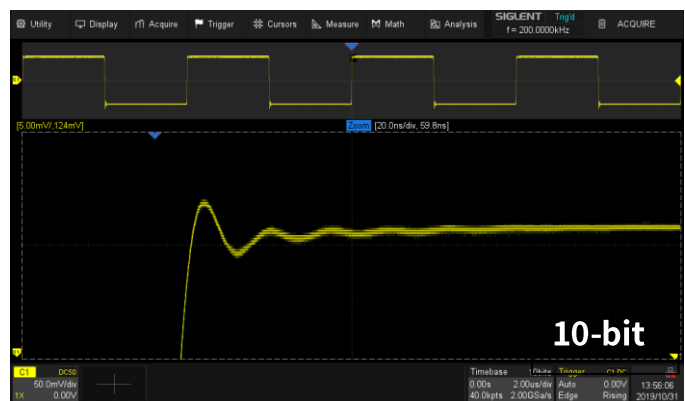 Utility Display Acquire Trigger Cursors Measure Math Analysis SIGLENT Trig'd ACQUIRE
f = 200.0000kHz
[5.00mV/,124mV] Zoom [20.0ns/div, 59.8ns]
10-bit
C1 DC50 Timebase 10bits Trigger C1 DC
50.0mV/div 0.00s 2.00us/div Auto 0.00V 13:56:06
1X 0.00V 40.0kpts 2.00GSa/s Edge Rising 2019/10/31